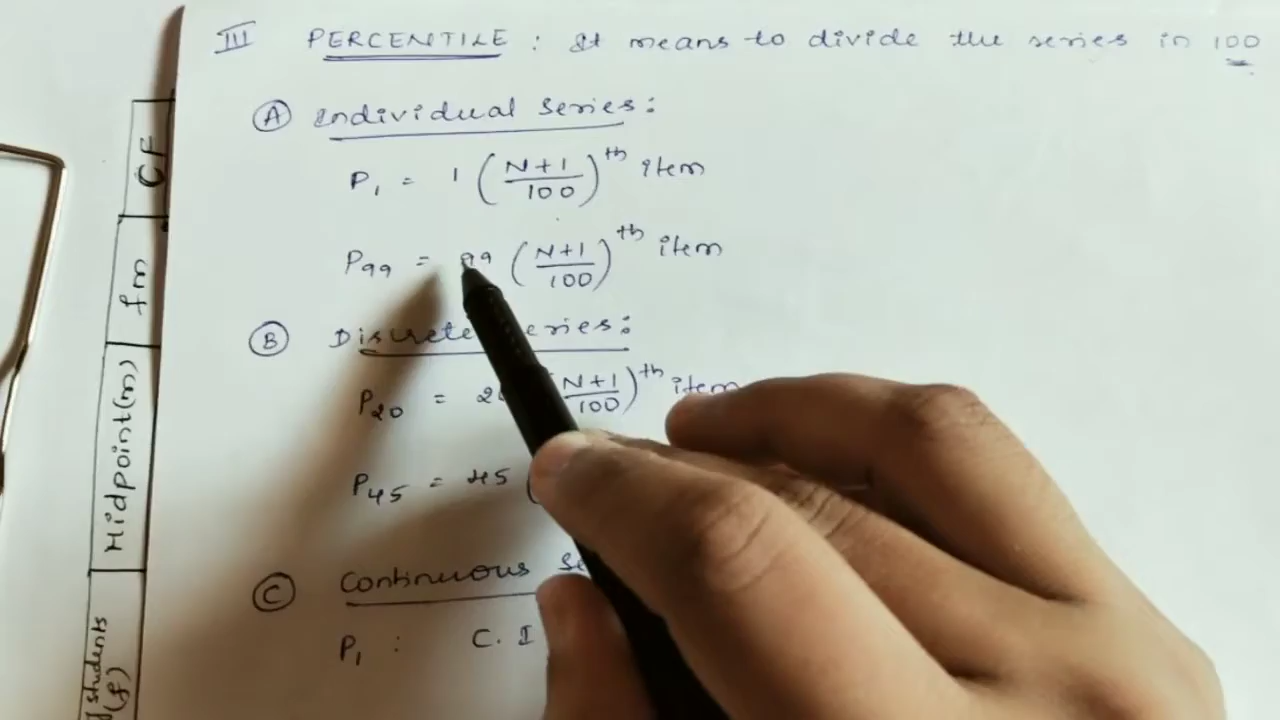 III PERCENTILE : It means to divide the series in 100
A Individual Series :
P₁ = 1 (N+1/100)th item
P₉₉ = 99 (N+1/100)th item
B Discrete Series :
P₂₀ = (N+1/100)th item
P₄₅ = 45 (
C Continuous
P₁ : C. I
CF
fm
Midpoint(m)
students
(f)